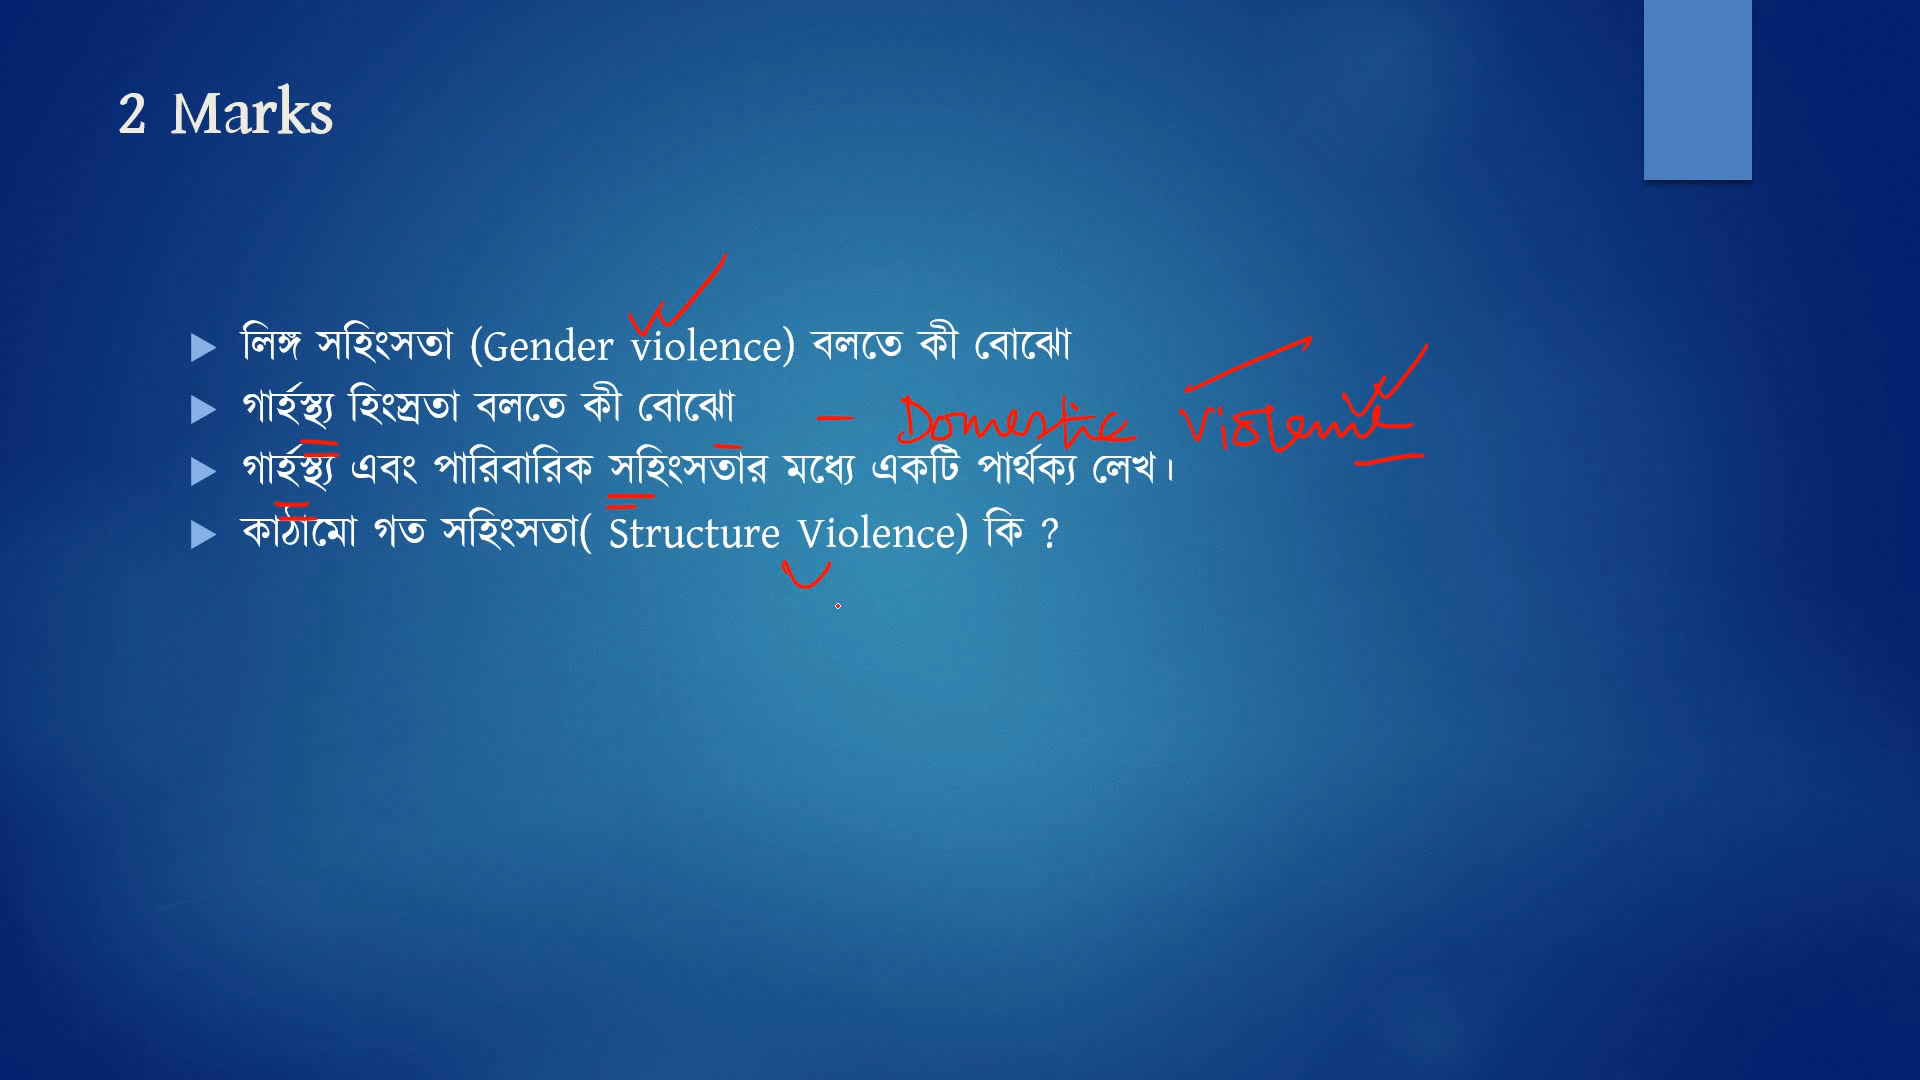 2 Marks
লিঙ্গ সহিংসতা (Gender violence) বলতে কী বোঝো
গার্হস্থ্য হিংস্রতা বলতে কী বোঝো — Domestic Violence
গার্হস্থ্য এবং পারিবারিক সহিংসতার মধ্যে একটি পার্থক্য লেখ।
কাঠামো গত সহিংসতা( Structure Violence) কি ?